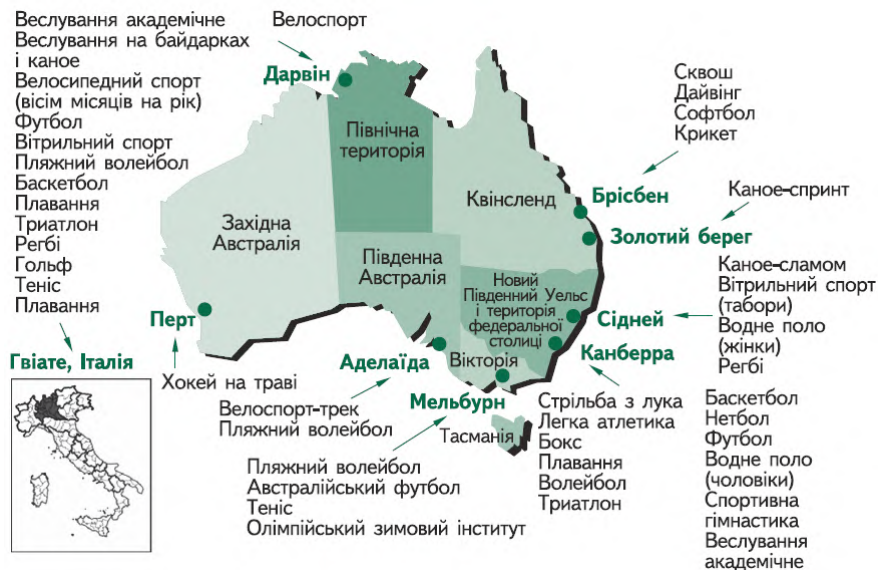 Веслування академічне
Веслування на байдарках
і каное
Велосипедний спорт
(вісім місяців на рік)
Футбол
Вітрильний спорт
Пляжний волейбол
Баскетбол
Плавання
Триатлон
Регбі
Гольф
Теніс
Плавання
Гвіате, Італія
Велоспорт
Дарвін
Північна
територія
Західна
Австралія
Південна
Австралія
Квінсленд
Новий
Південний Уельс
і територія
федеральної
столиці
Вікторія
Тасманія
Сквош
Дайвінг
Софтбол
Крикет
Брісбен
Каное-спринт
Золотий берег
Каное-сламом
Вітрильний спорт
(табори)
Водне поло
(жінки)
Регбі
Сідней
Канберра
Перт
Хокей на траві
Аделаїда
Велоспорт-трек
Пляжний волейбол
Мельбурн
Пляжний волейбол
Австралійський футбол
Теніс
Олімпійський зимовий інститут
Стрільба з лука
Легка атлетика
Бокс
Плавання
Волейбол
Триатлон
Баскетбол
Нетбол
Футбол
Водне поло
(чоловіки)
Спортивна
гімнастика
Веслування
академічне